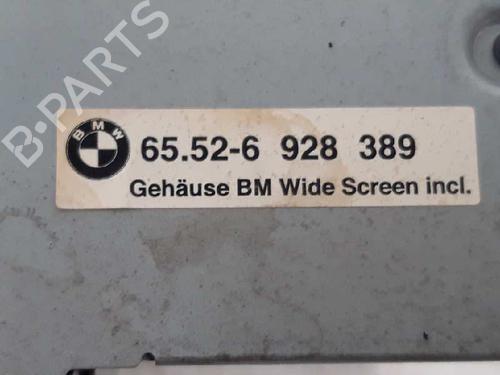 B-PARTS
BMW
65.52-6 928 389
Gehäuse BM Wide Screen incl.